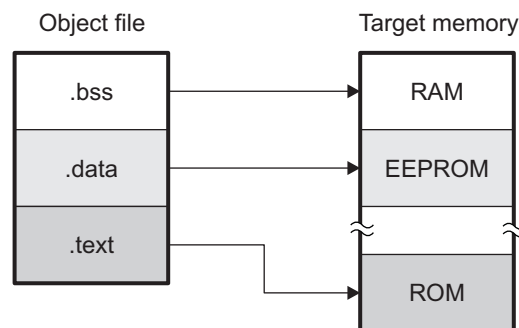 Object file
Target memory
.bss
RAM
.data
EEPROM
.text
ROM